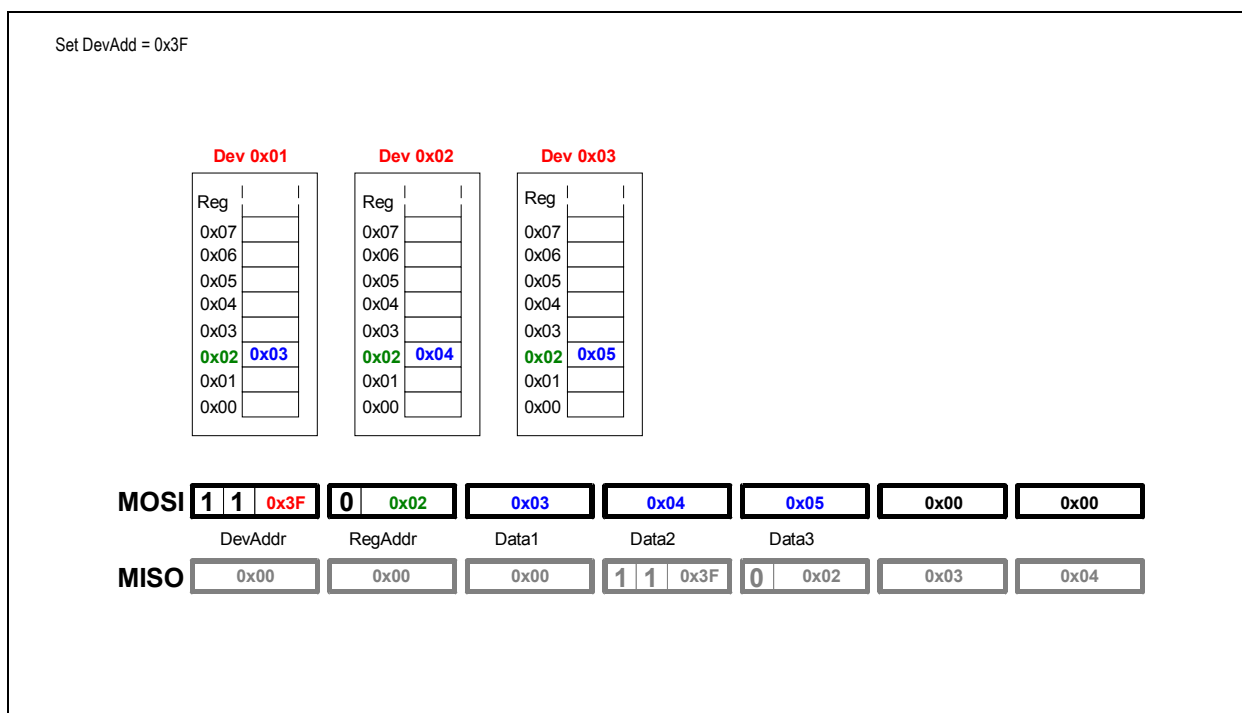 Set DevAdd = 0x3F
Dev 0x01 Dev 0x02 Dev 0x03
Reg Reg Reg
0x07 0x07 0x07
0x06 0x06 0x06
0x05 0x05 0x05
0x04 0x04 0x04
0x03 0x03 0x03
0x02 0x03 0x02 0x04 0x02 0x05
0x01 0x01 0x01
0x00 0x00 0x00
MOSI 1 1 0x3F 0 0x02 0x03 0x04 0x05 0x00 0x00
DevAddr RegAddr Data1 Data2 Data3
MISO 0x00 0x00 0x00 1 1 0x3F 0 0x02 0x03 0x04